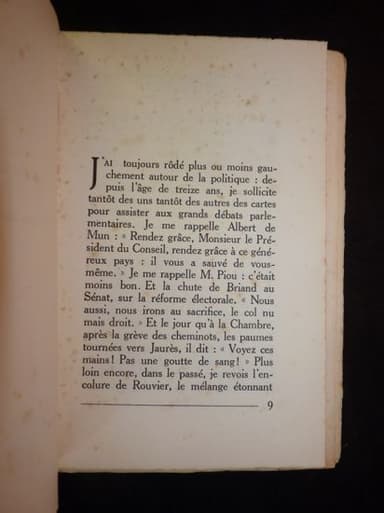 J'AI toujours rôdé plus ou moins gau-
chement autour de la politique : de-
puis l'âge de treize ans, je sollicite
tantôt des uns tantôt des autres des cartes
pour assister aux grands débats parle-
mentaires. Je me rappelle Albert de
Mun : « Rendez grâce, Monsieur le Pré-
sident du Conseil, rendez grâce à ce géné-
reux pays : il vous a sauvé de vous-
même. » Je me rappelle M. Piou : c'était
moins bon. Et la chute de Briand au
Sénat, sur la réforme électorale. « Nous
aussi, nous irons au sacrifice, le col nu
mais droit. » Et le jour qu'à la Chambre,
après la grève des cheminots, les paumes
tournées vers Jaurès, il dit : « Voyez ces
mains ! Pas une goutte de sang ! » Plus
loin encore, dans le passé, je revois l'en-
colure de Rouvier, le mélange étonnant
9